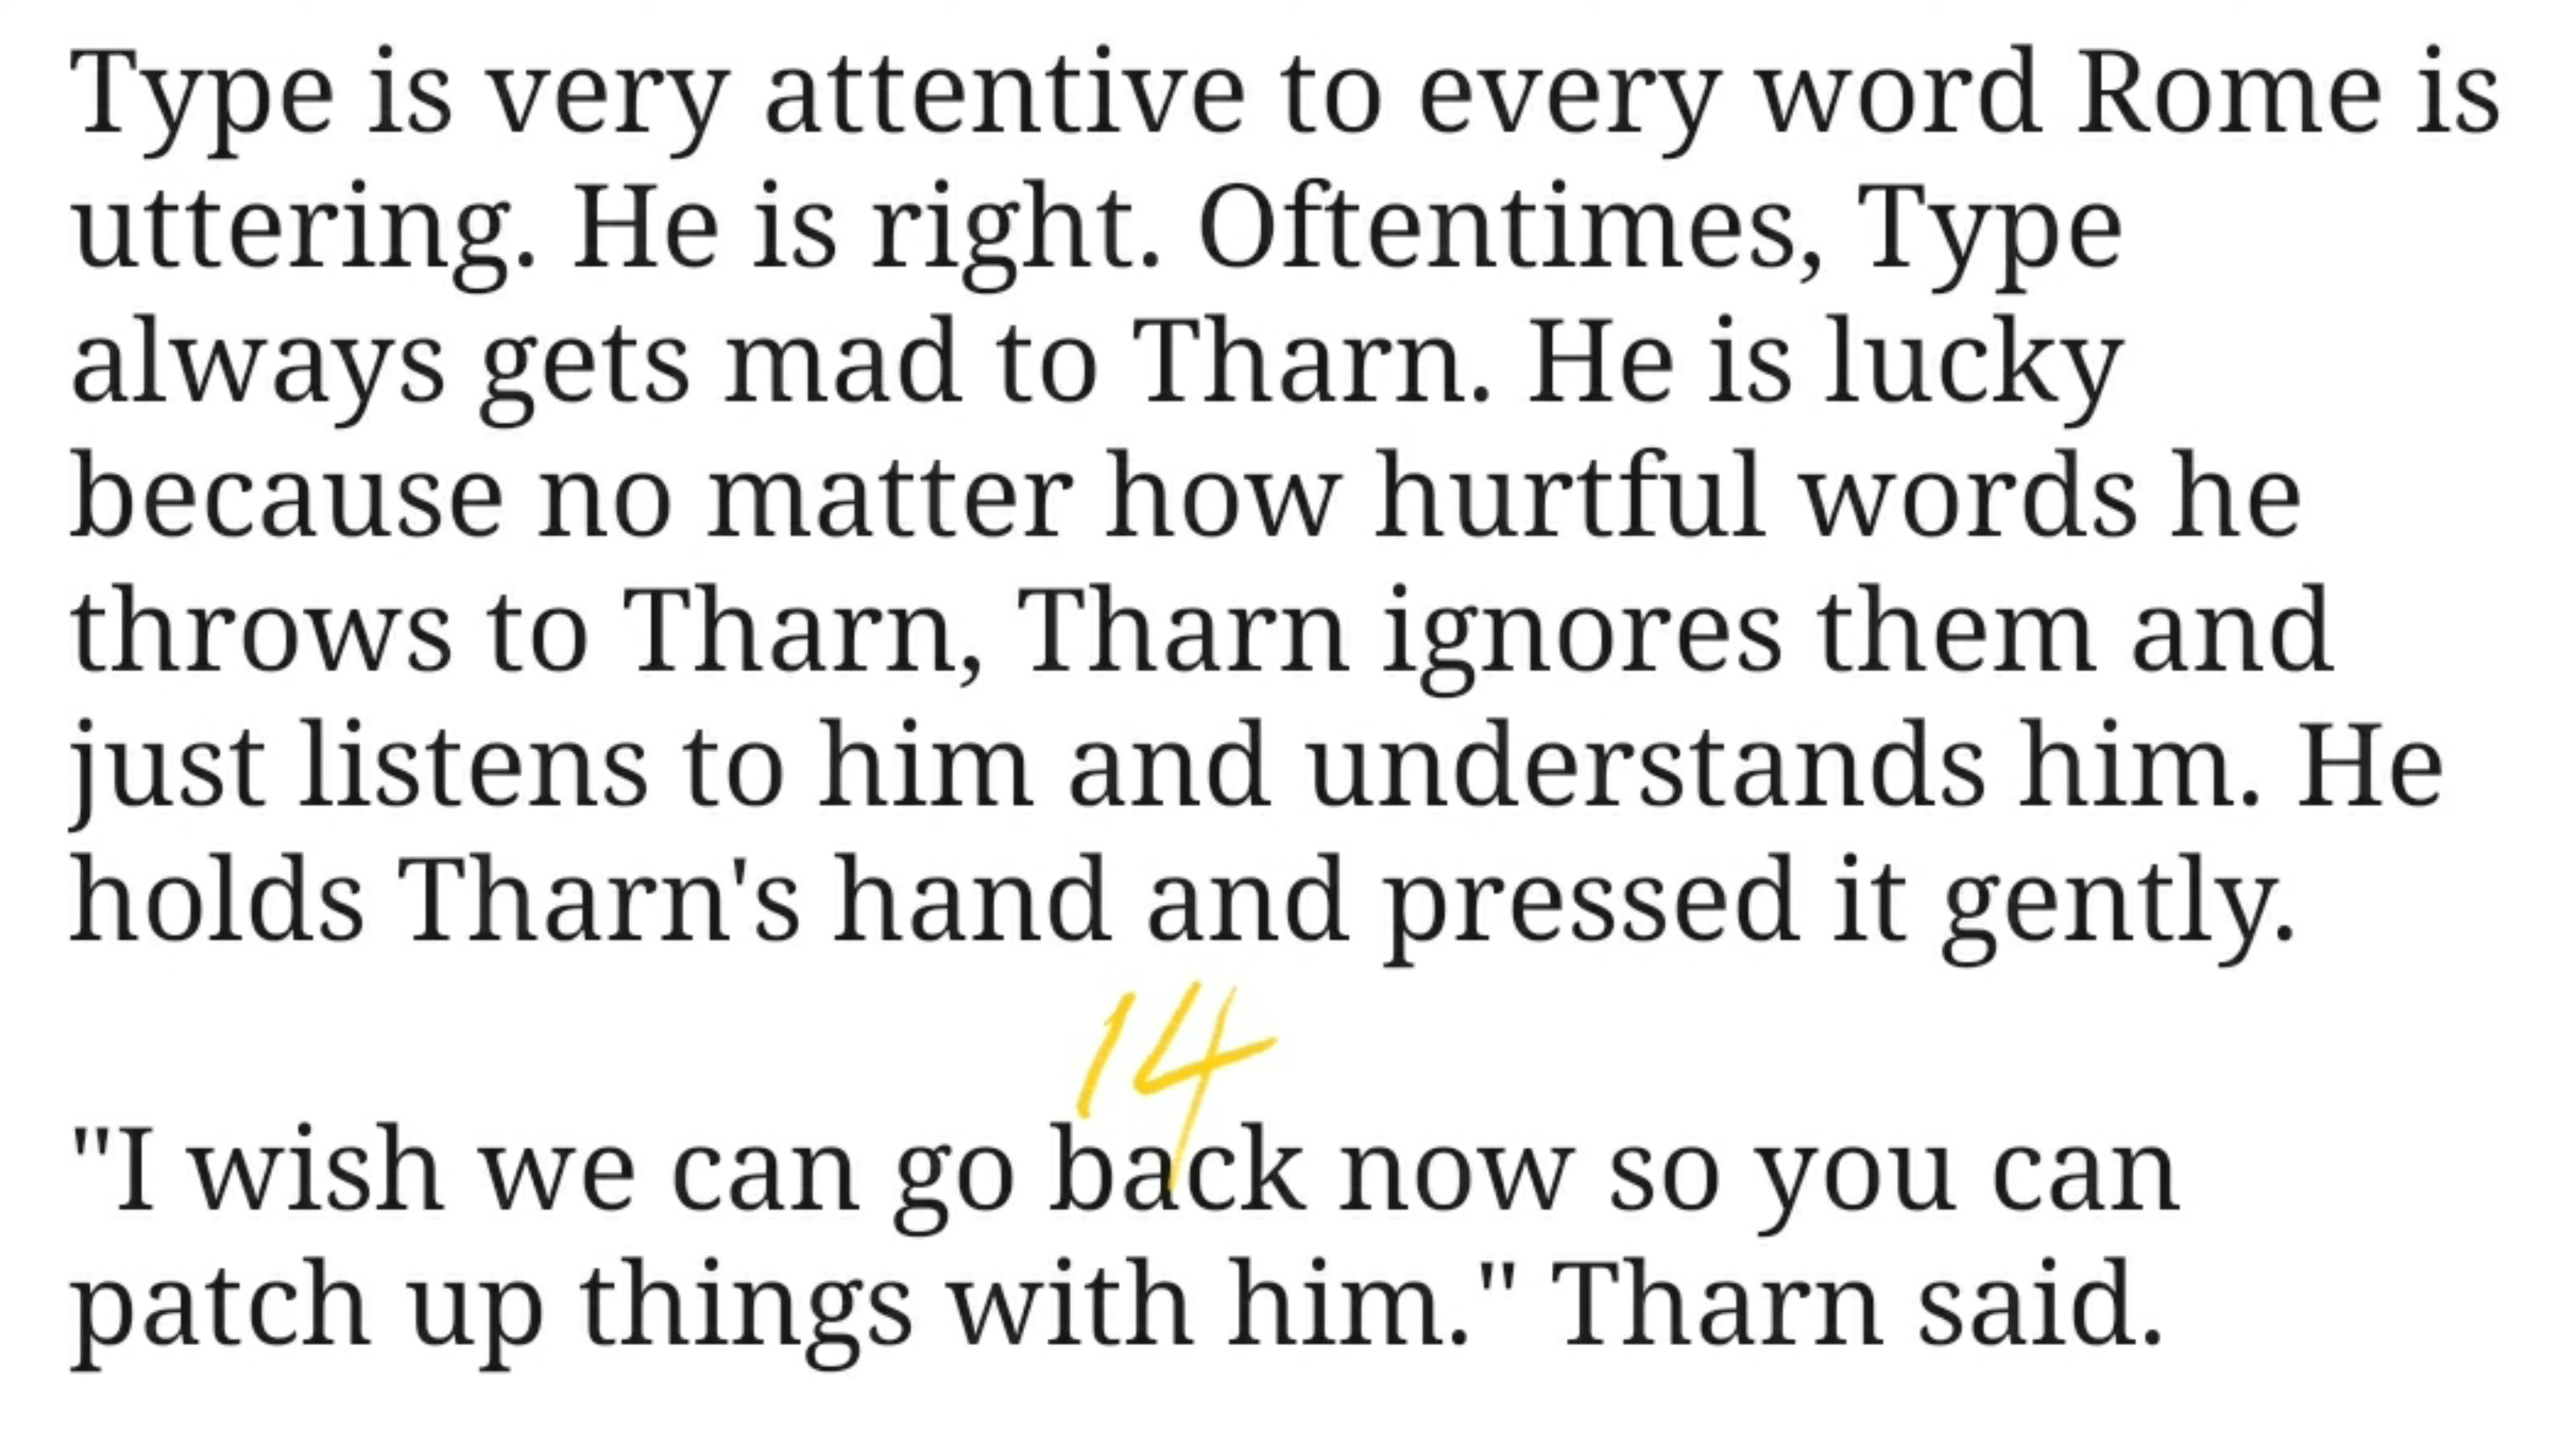 Type is very attentive to every word Rome is
uttering. He is right. Oftentimes, Type
always gets mad to Tharn. He is lucky
because no matter how hurtful words he
throws to Tharn, Tharn ignores them and
just listens to him and understands him. He
holds Tharn's hand and pressed it gently.
14
"I wish we can go back now so you can
patch up things with him." Tharn said.